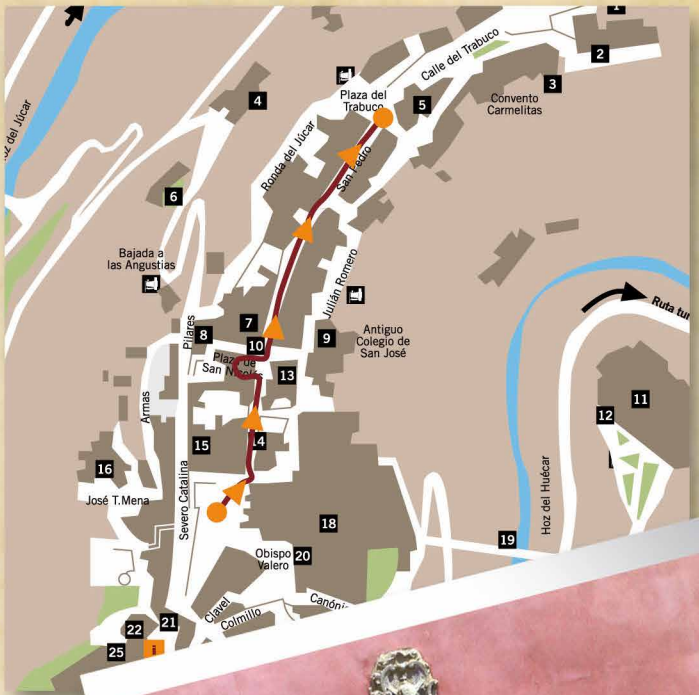 1
2
Calle del Trabuco
3
Plaza del
Trabuco
5
4
Convento
Carmelitas
Júcar
Ronda del Júcar
San Pedro
6
Bajada a
las Angustias
Julián Romero
Ruta
7
8
Pilares
10
9
Antiguo
Colegio de
San José
Plaza de
San Nicolás
13
11
12
Armas
14
15
16
Severo Catalina
José T.Mena
Hoz del Huécar
18
19
Obispo
Valero
20
Clavel
Colmillo
21
22
25
i